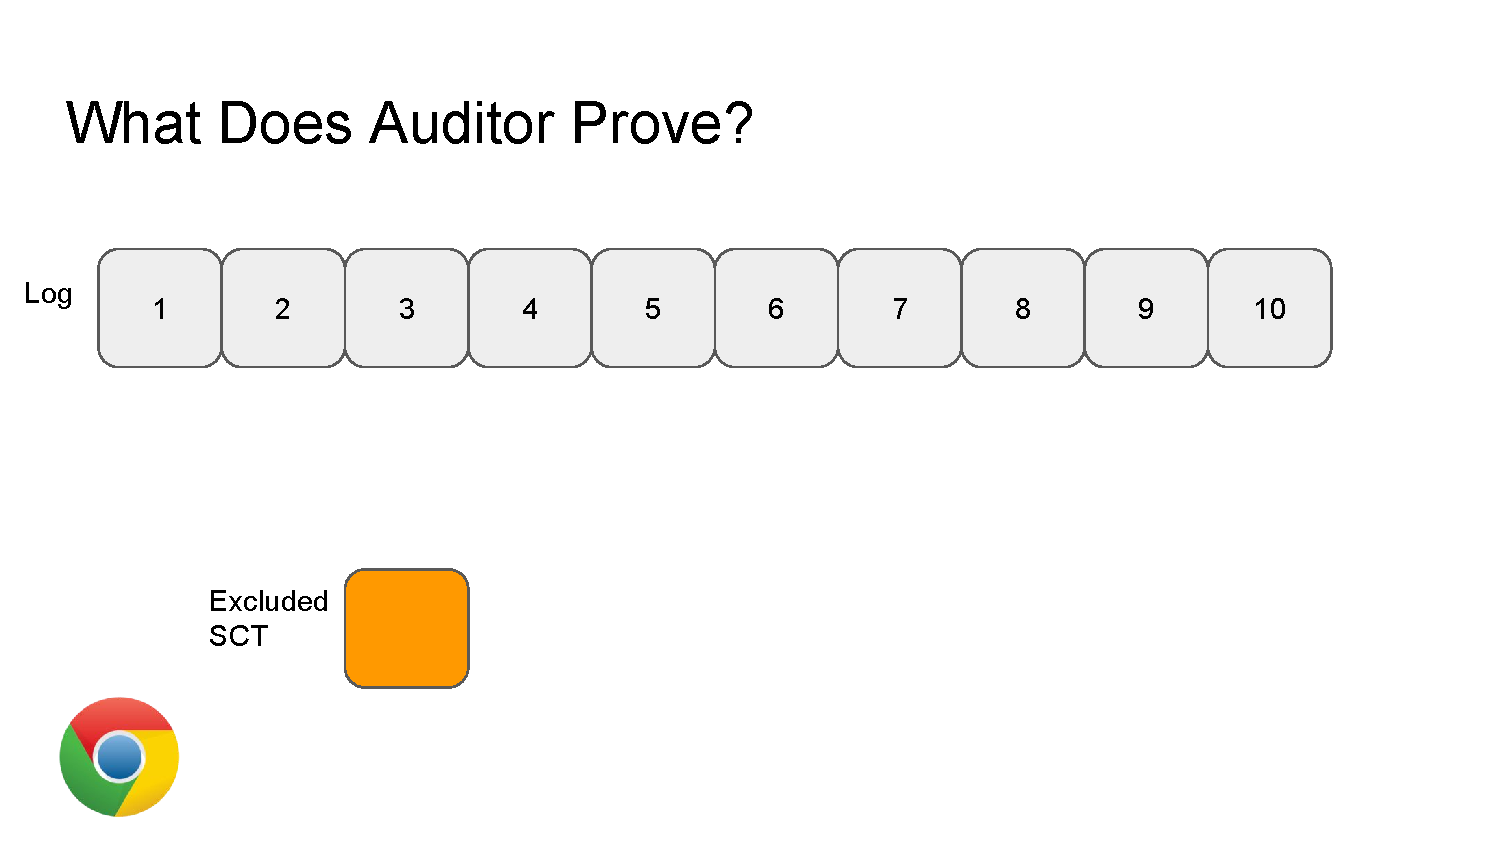 What Does Auditor Prove?
Log
1 2 3 4 5 6 7 8 9 10
Excluded
SCT